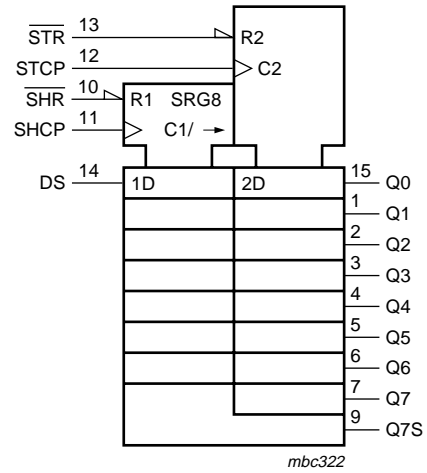 STR 13
R2
STCP 12
C2
SHR 10
R1 SRG8
SHCP 11
C1/ →
DS 14
1D 2D
15 Q0
1 Q1
2 Q2
3 Q3
4 Q4
5 Q5
6 Q6
7 Q7
9 Q7S
mbc322